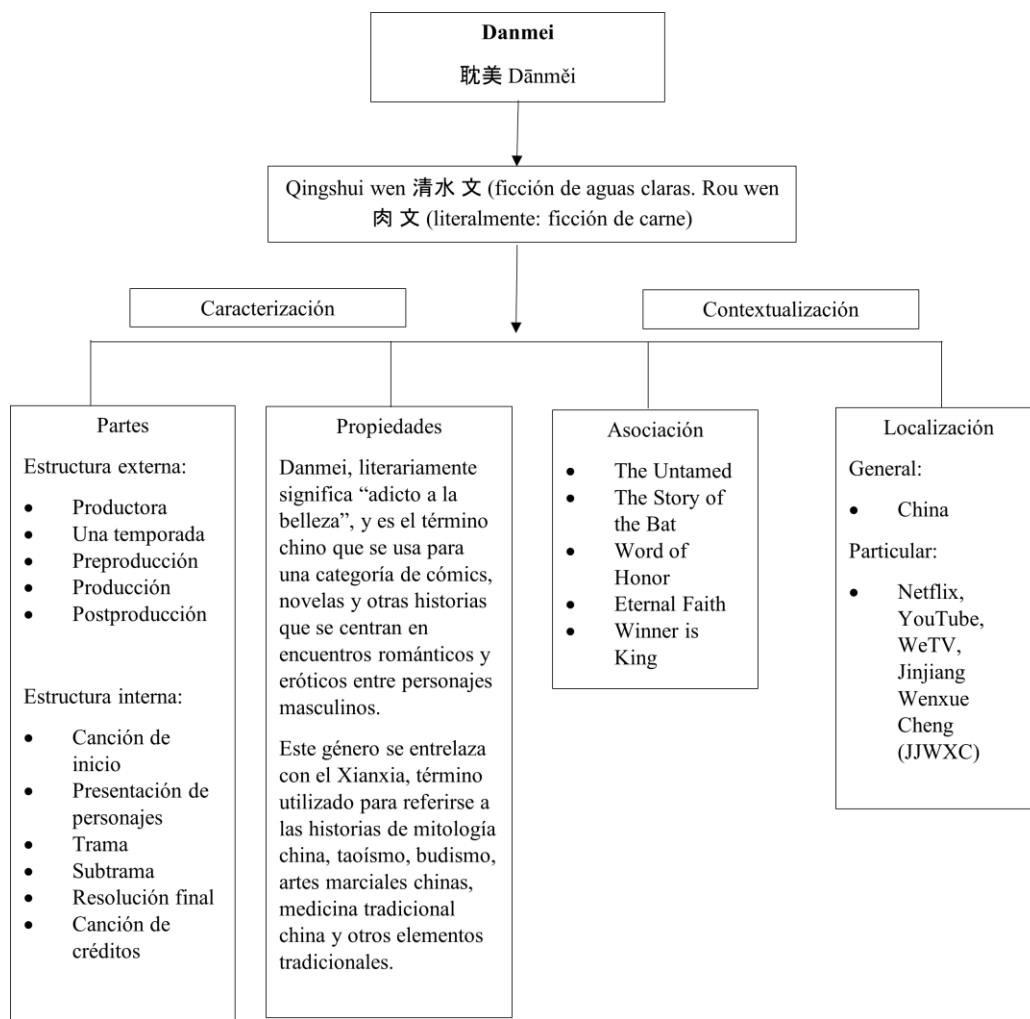 Danmei
耽美 Dānměi
Qingshui wen 清水 文 (ficción de aguas claras. Rou wen
肉 文 (literalmente: ficción de carne)
Caracterización
Contextualización
Partes
Estructura externa:
• Productora
• Una temporada
• Preproducción
• Producción
• Postproducción
Estructura interna:
• Canción de
inicio
• Presentación de
personajes
• Trama
• Subtrama
• Resolución final
• Canción de
créditos
Propiedades
Danmei, literariamente
significa “adicto a la
belleza”, y es el término
chino que se usa para
una categoría de cómics,
novelas y otras historias
que se centran en
encuentros románticos y
eróticos entre personajes
masculinos.
Este género se entrelaza
con el Xianxia, término
utilizado para referirse a
las historias de mitología
china, taoísmo, budismo,
artes marciales chinas,
medicina tradicional
china y otros elementos
tradicionales.
Asociación
• The Untamed
• The Story of
the Bat
• Word of
Honor
• Eternal Faith
• Winner is
King
Localización
General:
• China
Particular:
• Netflix,
YouTube,
WeTV,
Jinjiang
Wenxue
Cheng
(JJWXC)